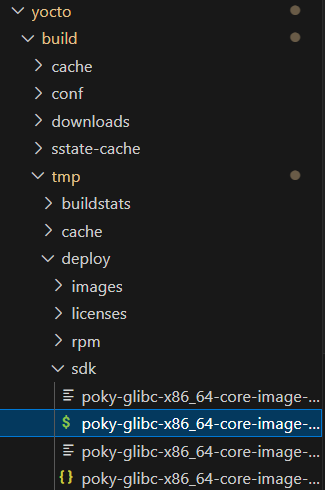 yocto
build
cache
conf
downloads
sstate-cache
tmp
buildstats
cache
deploy
images
licenses
rpm
sdk
poky-glibc-x86_64-core-image-...
$ poky-glibc-x86_64-core-image-...
poky-glibc-x86_64-core-image-...
{} poky-glibc-x86_64-core-image-...